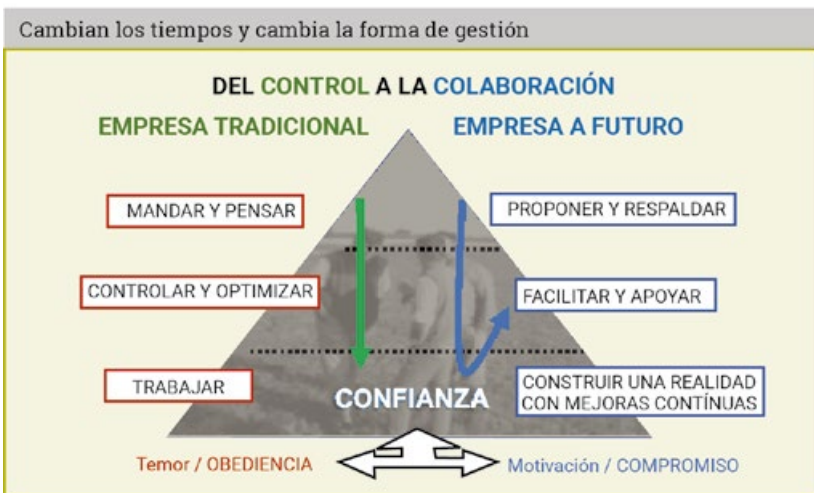 Cambian los tiempos y cambia la forma de gestión
DEL CONTROL A LA COLABORACIÓN
EMPRESA TRADICIONAL
EMPRESA A FUTURO
MANDAR Y PENSAR
PROPONER Y RESPALDAR
CONTROLAR Y OPTIMIZAR
FACILITAR Y APOYAR
TRABAJAR
CONFIANZA
CONSTRUIR UNA REALIDAD
CON MEJORAS CONTÍNUAS
Temor / OBEDIENCIA
Motivación / COMPROMISO